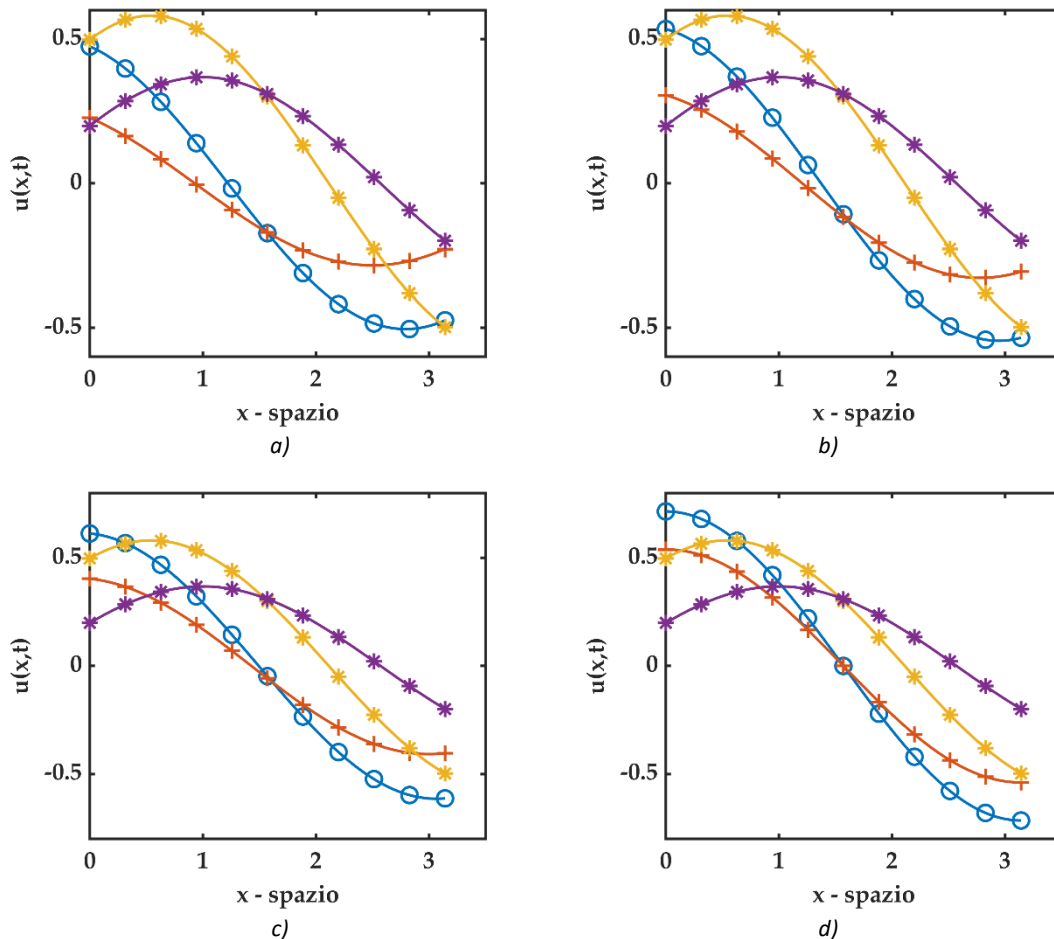 0.5
0
-0.5
u(x,t)
0 1 2 3
x - spazio
a)
0.5
0
-0.5
u(x,t)
0 1 2 3
x - spazio
b)
0.5
0
-0.5
u(x,t)
0 1 2 3
x - spazio
c)
0.5
0
-0.5
u(x,t)
0 1 2 3
x - spazio
d)